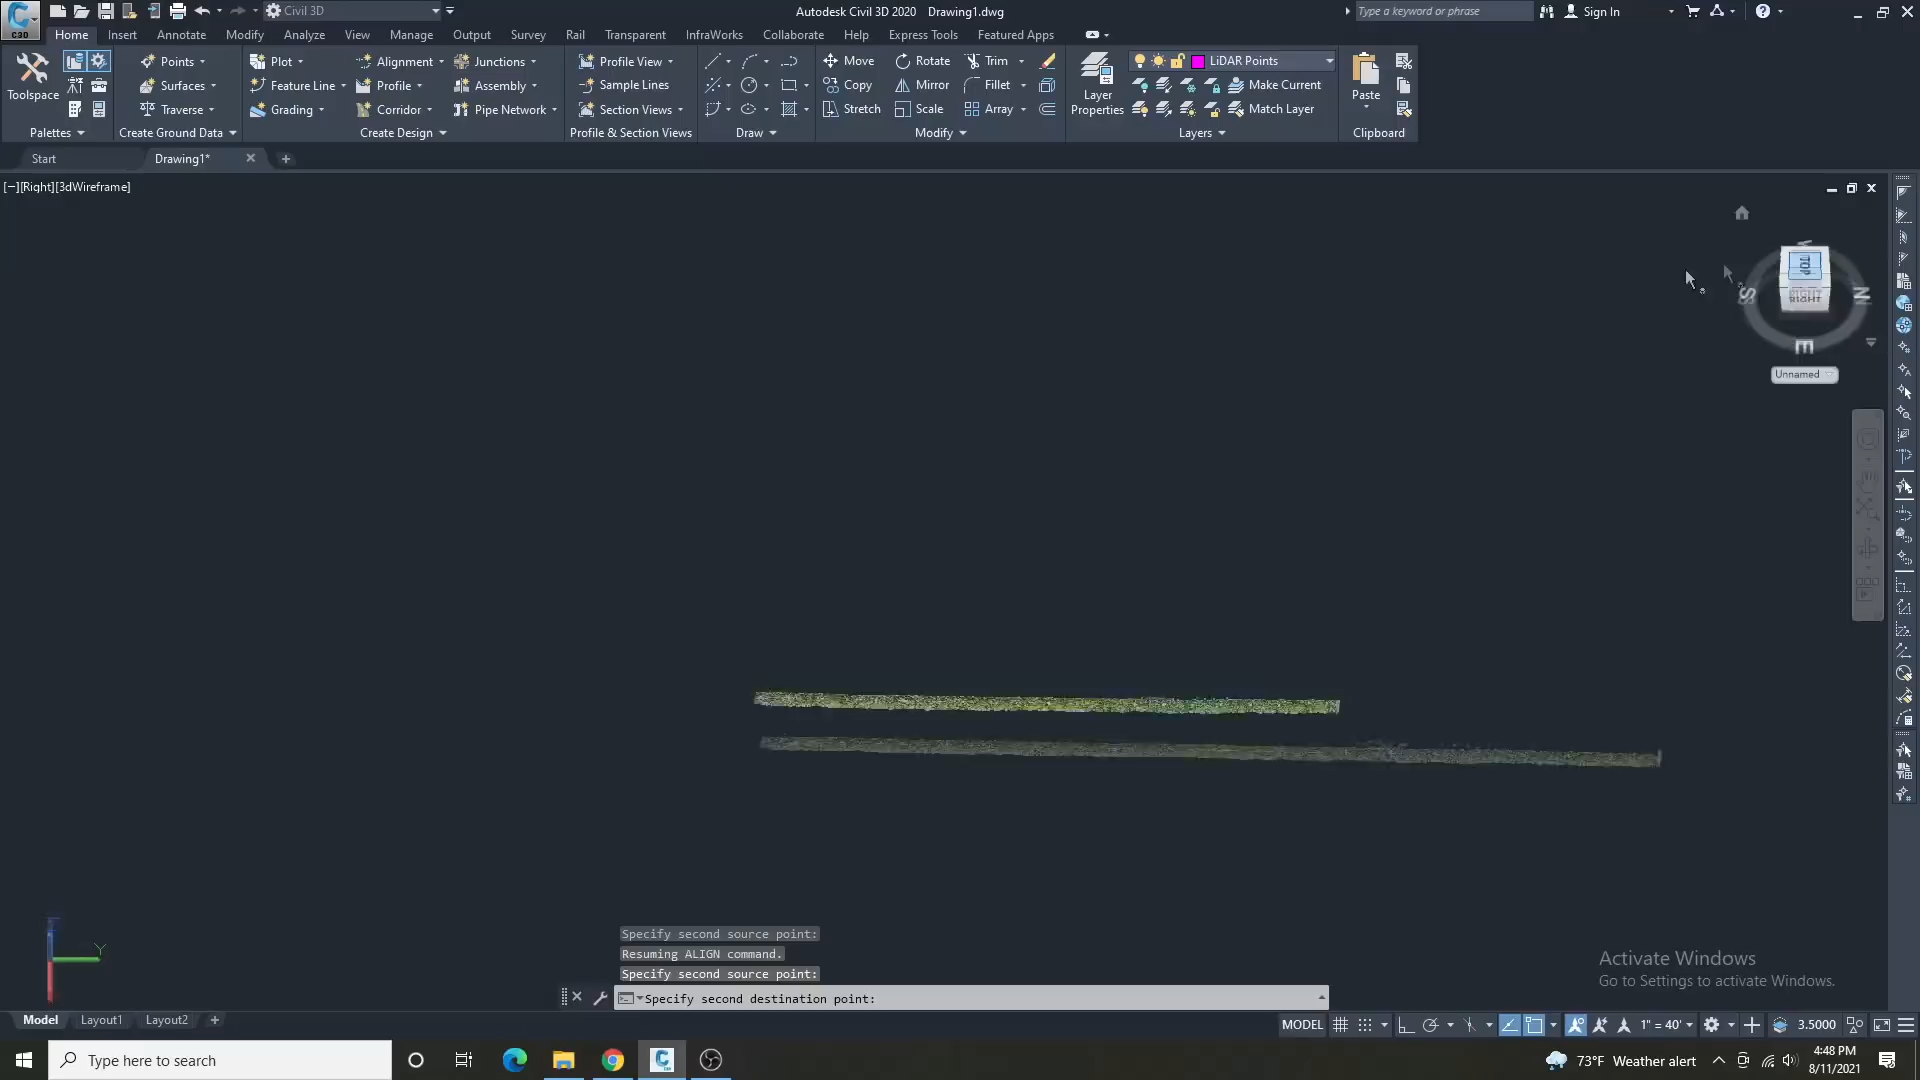 C3D
Civil 3D
Autodesk Civil 3D 2020 Drawing1.dwg
Type a keyword or phrase
Sign In
Home Insert Annotate Modify Analyze View Manage Output Survey Rail Transparent InfraWorks Collaborate Help Express Tools Featured Apps
Toolspace
Palettes
Points
Surfaces
Traverse
Create Ground Data
Plot
Feature Line
Grading
Alignment
Profile
Corridor
Junctions
Assembly
Pipe Network
Create Design
Profile View
Sample Lines
Section Views
Profile & Section Views
Draw
Move
Copy
Stretch
Rotate
Mirror
Scale
Trim
Fillet
Array
Modify
Layer
Properties
LiDAR Points
Make Current
Match Layer
Layers
Paste
Clipboard
Start
Drawing1*
[−][Right][3dWireframe]
TOP
RIGHT
S
N
E
Unnamed
Y
Specify second source point:
Resuming ALIGN command.
Specify second source point:
Specify second destination point:
Activate Windows
Go to Settings to activate Windows.
Model Layout1 Layout2
MODEL
1" = 40'
3.5000
Type here to search
C3D
73°F Weather alert
4:48 PM
8/11/2021